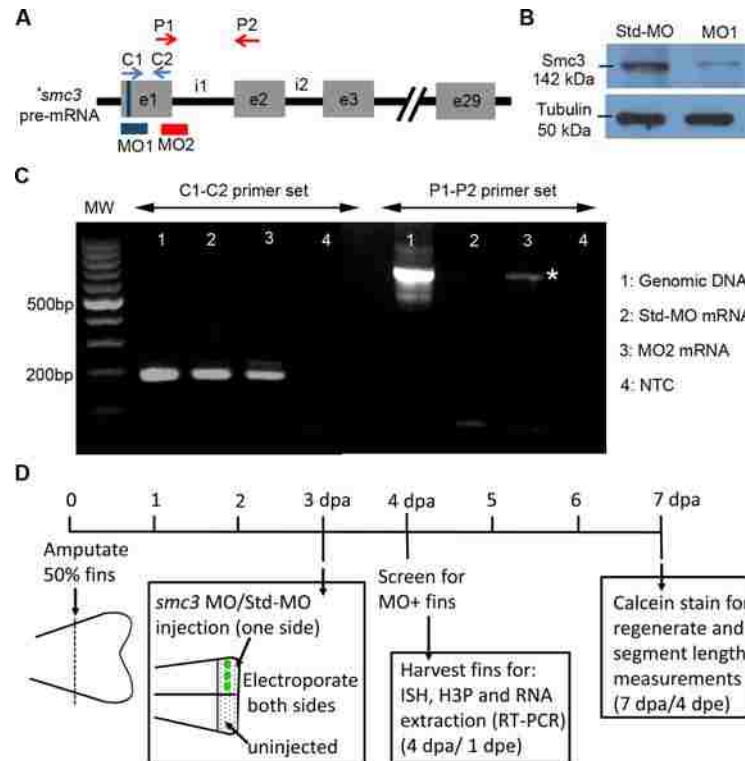 A
P1
P2
C1
C2
i1
i2
*smc3
pre-mRNA
e1
e2
e3
e29
MO1
MO2
B
Std-MO
MO1
Smc3
142 kDa
Tubulin
50 kDa
C
C1-C2 primer set
P1-P2 primer set
MW
1
2
3
4
1
2
3
4
500bp
200bp
*
1: Genomic DNA
2: Std-MO mRNA
3: MO2 mRNA
4: NTC
D
0
1
2
3 dpa
4 dpa
5
6
7 dpa
Amputate
50% fins
smc3 MO/Std-MO
injection (one side)
Electroporate
both sides
uninjected
Screen for
MO+ fins
Harvest fins for:
ISH, H3P and RNA
extraction (RT-PCR)
(4 dpa/ 1 dpe)
Calcein stain for
regenerate and
segment length
measurements
(7 dpa/4 dpe)